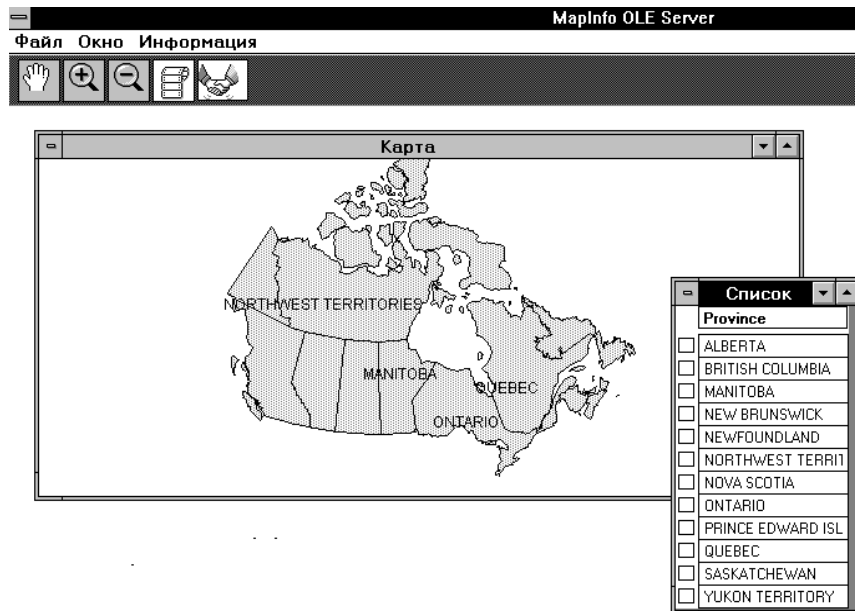 MapInfo OLE Server
Файл Окно Информация
Карта
NORTHWEST TERRITORIES
MANITOBA
QUEBEC
ONTARIO
Список
Province
ALBERTA
BRITISH COLUMBIA
MANITOBA
NEW BRUNSWICK
NEWFOUNDLAND
NORTHWEST TERRIT
NOVA SCOTIA
ONTARIO
PRINCE EDWARD ISL
QUEBEC
SASKATCHEWAN
YUKON TERRITORY